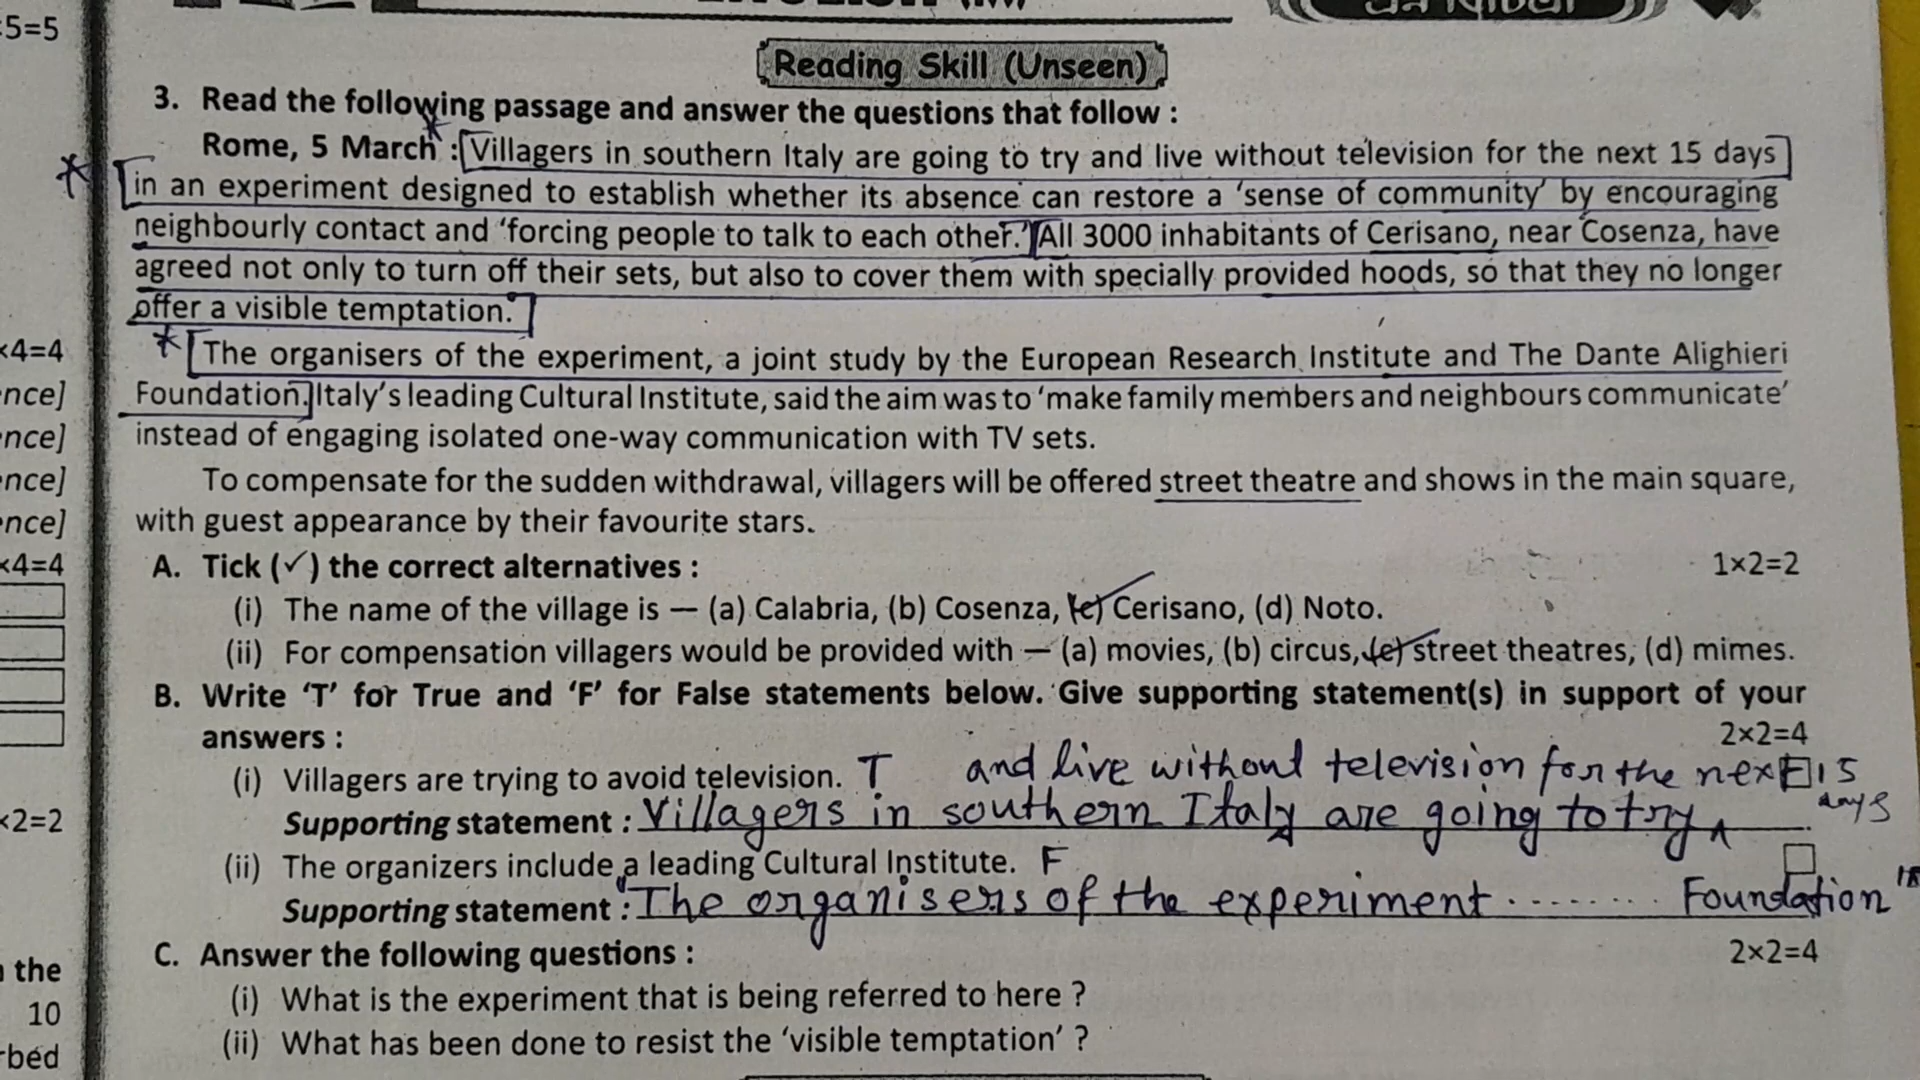 :5=5
Reading Skill (Unseen)
3. Read the following passage and answer the questions that follow :
Rome, 5 March : Villagers in southern Italy are going to try and live without television for the next 15 days
in an experiment designed to establish whether its absence can restore a 'sense of community' by encouraging
neighbourly contact and 'forcing people to talk to each other.' All 3000 inhabitants of Cerisano, near Cosenza, have
agreed not only to turn off their sets, but also to cover them with specially provided hoods, so that they no longer
offer a visible temptation.
×4=4
The organisers of the experiment, a joint study by the European Research Institute and The Dante Alighieri
nce]
Foundation. Italy's leading Cultural Institute, said the aim was to 'make family members and neighbours communicate'
nce]
instead of engaging isolated one-way communication with TV sets.
nce]
To compensate for the sudden withdrawal, villagers will be offered street theatre and shows in the main square,
nce]
with guest appearance by their favourite stars.
×4=4
A. Tick (✓) the correct alternatives : 1×2=2
(i) The name of the village is — (a) Calabria, (b) Cosenza, (c) Cerisano, (d) Noto.
(ii) For compensation villagers would be provided with — (a) movies, (b) circus, (c) street theatres, (d) mimes.
B. Write 'T' for True and 'F' for False statements below. Give supporting statement(s) in support of your
answers : 2×2=4
(i) Villagers are trying to avoid television. T and live without television for the next 15
days
×2=2
Supporting statement : Villagers in southern Italy are going to try
(ii) The organizers include a leading Cultural Institute. F
Supporting statement : "The organisers of the experiment ........ Foundation"
C. Answer the following questions : 2×2=4
the
(i) What is the experiment that is being referred to here ?
10
(ii) What has been done to resist the 'visible temptation' ?
bed